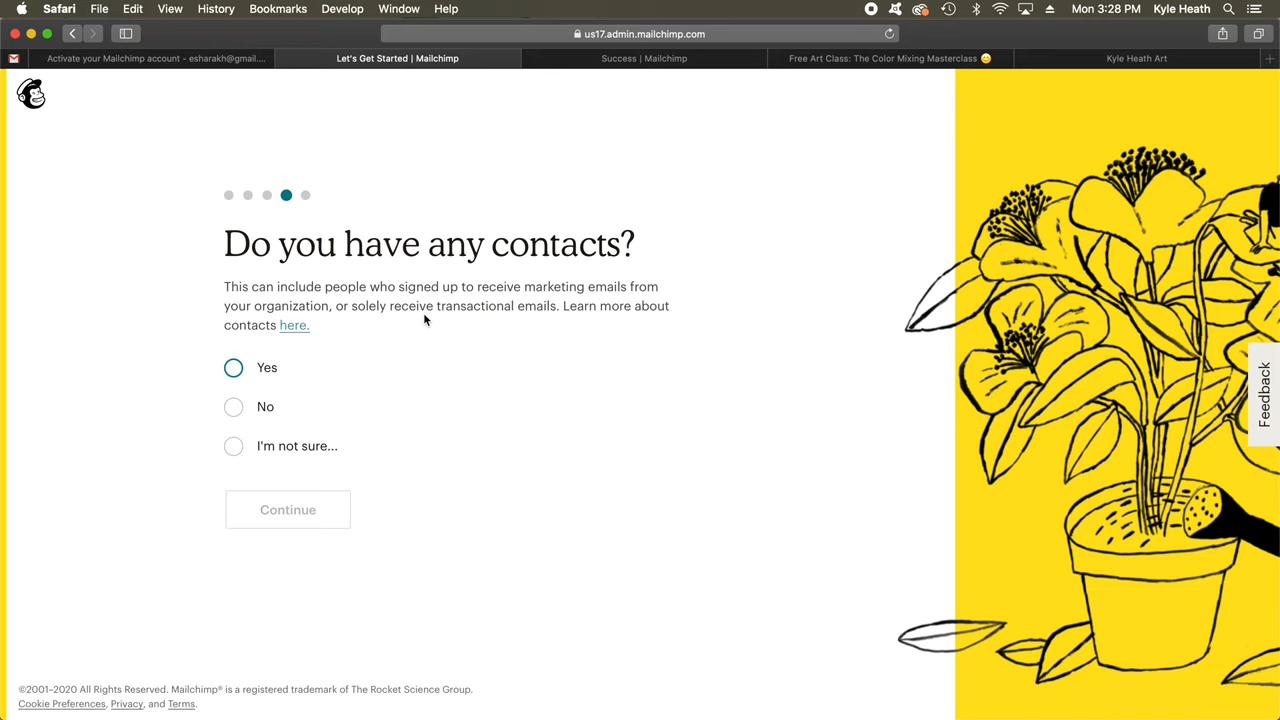 Safari File Edit View History Bookmarks Develop Window Help Mon 3:28 PM Kyle Heath
us17.admin.mailchimp.com
Activate your Mailchimp account - esharakh@gmail.... Let's Get Started | Mailchimp Success | Mailchimp Free Art Class: The Color Mixing Masterclass 😊 Kyle Heath Art
Do you have any contacts?
This can include people who signed up to receive marketing emails from
your organization, or solely receive transactional emails. Learn more about
contacts here.
Yes
No
I'm not sure...
Continue
Feedback
©2001–2020 All Rights Reserved. Mailchimp® is a registered trademark of The Rocket Science Group.
Cookie Preferences, Privacy, and Terms.